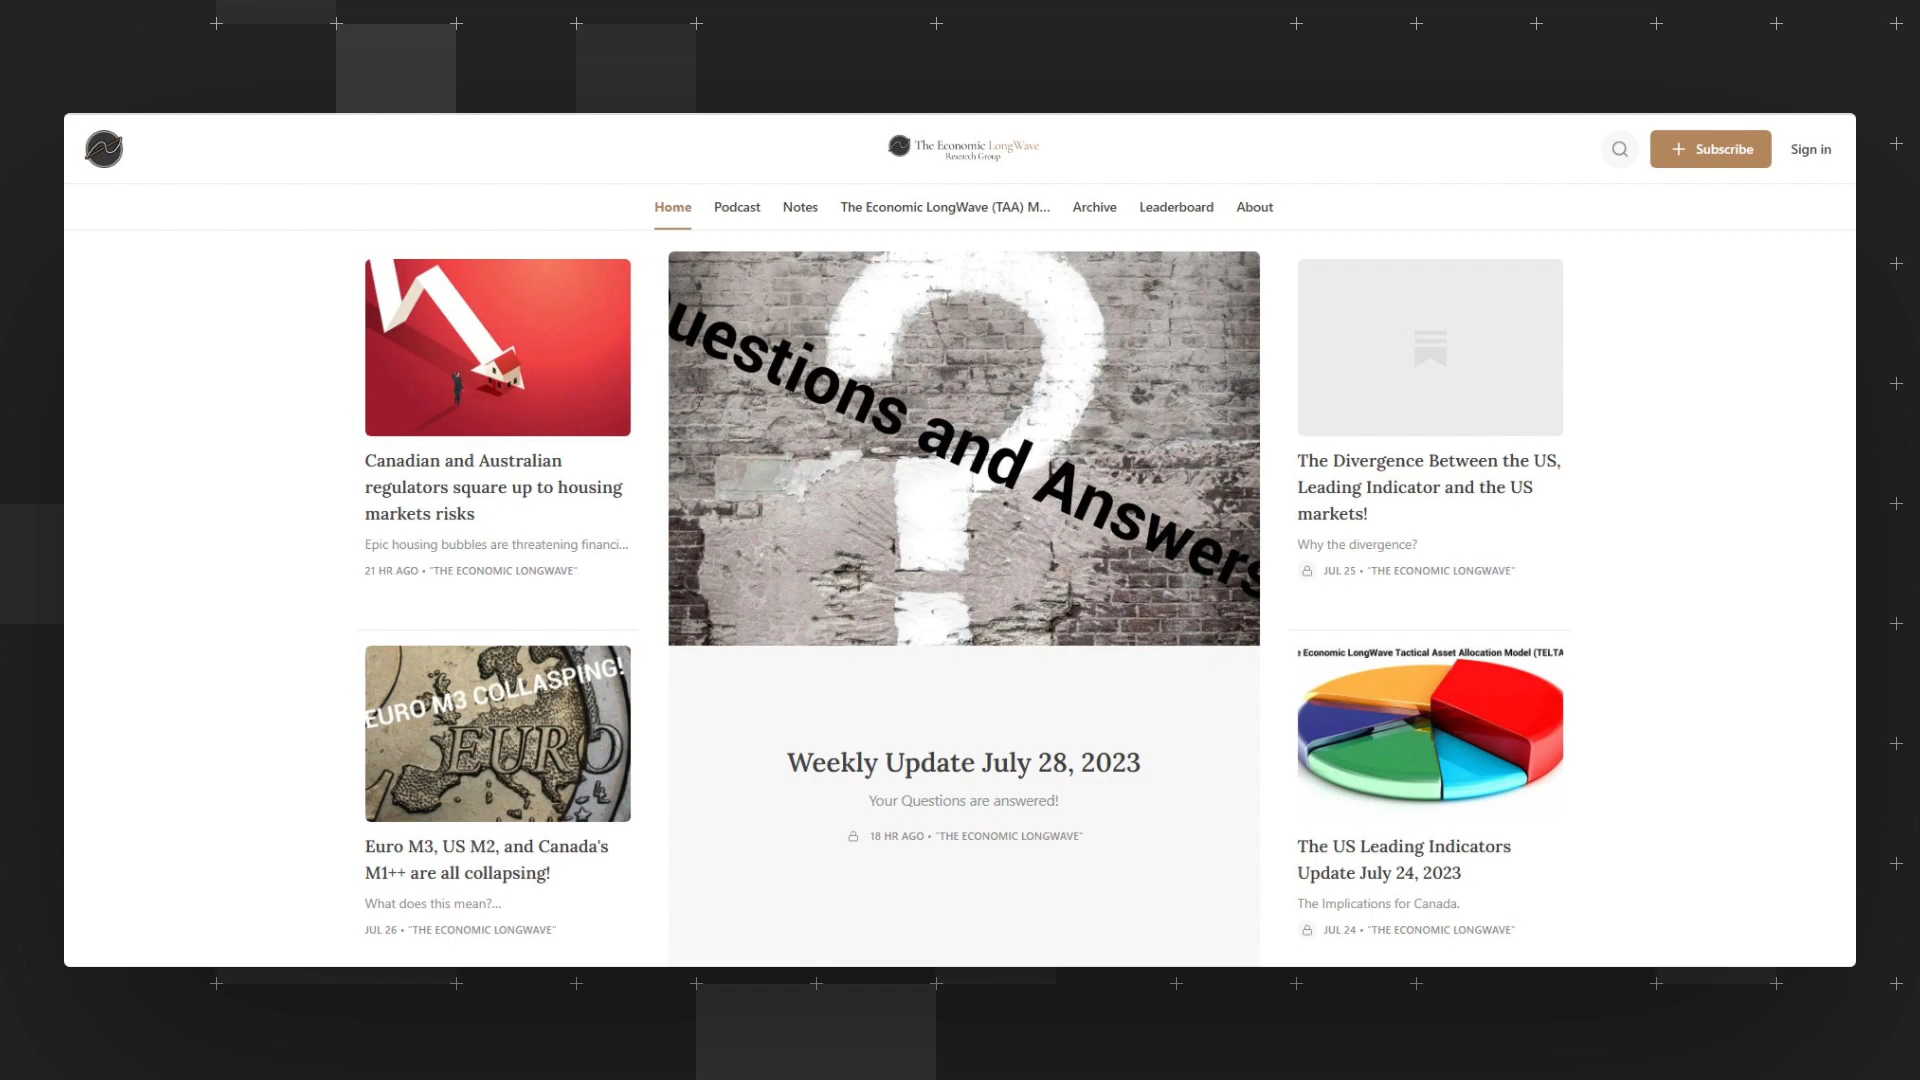 The Economic LongWave
Research Group
Subscribe
Sign in
Home
Podcast
Notes
The Economic LongWave (TAA) M...
Archive
Leaderboard
About
Canadian and Australian
regulators square up to housing
markets risks
Epic housing bubbles are threatening financi...
21 HR AGO • "THE ECONOMIC LONGWAVE"
EURO M3 COLLASPING!
EURO
Euro M3, US M2, and Canada's
M1++ are all collapsing!
What does this mean?...
JUL 26 • "THE ECONOMIC LONGWAVE"
uestions and Answers
Weekly Update July 28, 2023
Your Questions are answered!
18 HR AGO • "THE ECONOMIC LONGWAVE"
The Divergence Between the US,
Leading Indicator and the US
markets!
Why the divergence?
JUL 25 • "THE ECONOMIC LONGWAVE"
e Economic LongWave Tactical Asset Allocation Model (TELTA
The US Leading Indicators
Update July 24, 2023
The Implications for Canada.
JUL 24 • "THE ECONOMIC LONGWAVE"